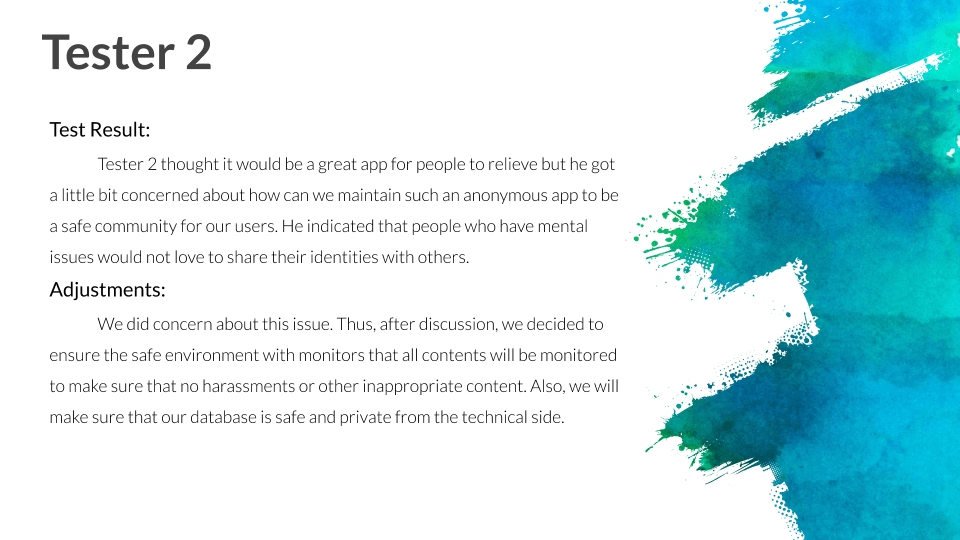 Tester 2
Test Result:
Tester 2 thought it would be a great app for people to relieve but he got
a little bit concerned about how can we maintain such an anonymous app to be
a safe community for our users. He indicated that people who have mental
issues would not love to share their identities with others.
Adjustments:
We did concern about this issue. Thus, after discussion, we decided to
ensure the safe environment with monitors that all contents will be monitored
to make sure that no harassments or other inappropriate content. Also, we will
make sure that our database is safe and private from the technical side.